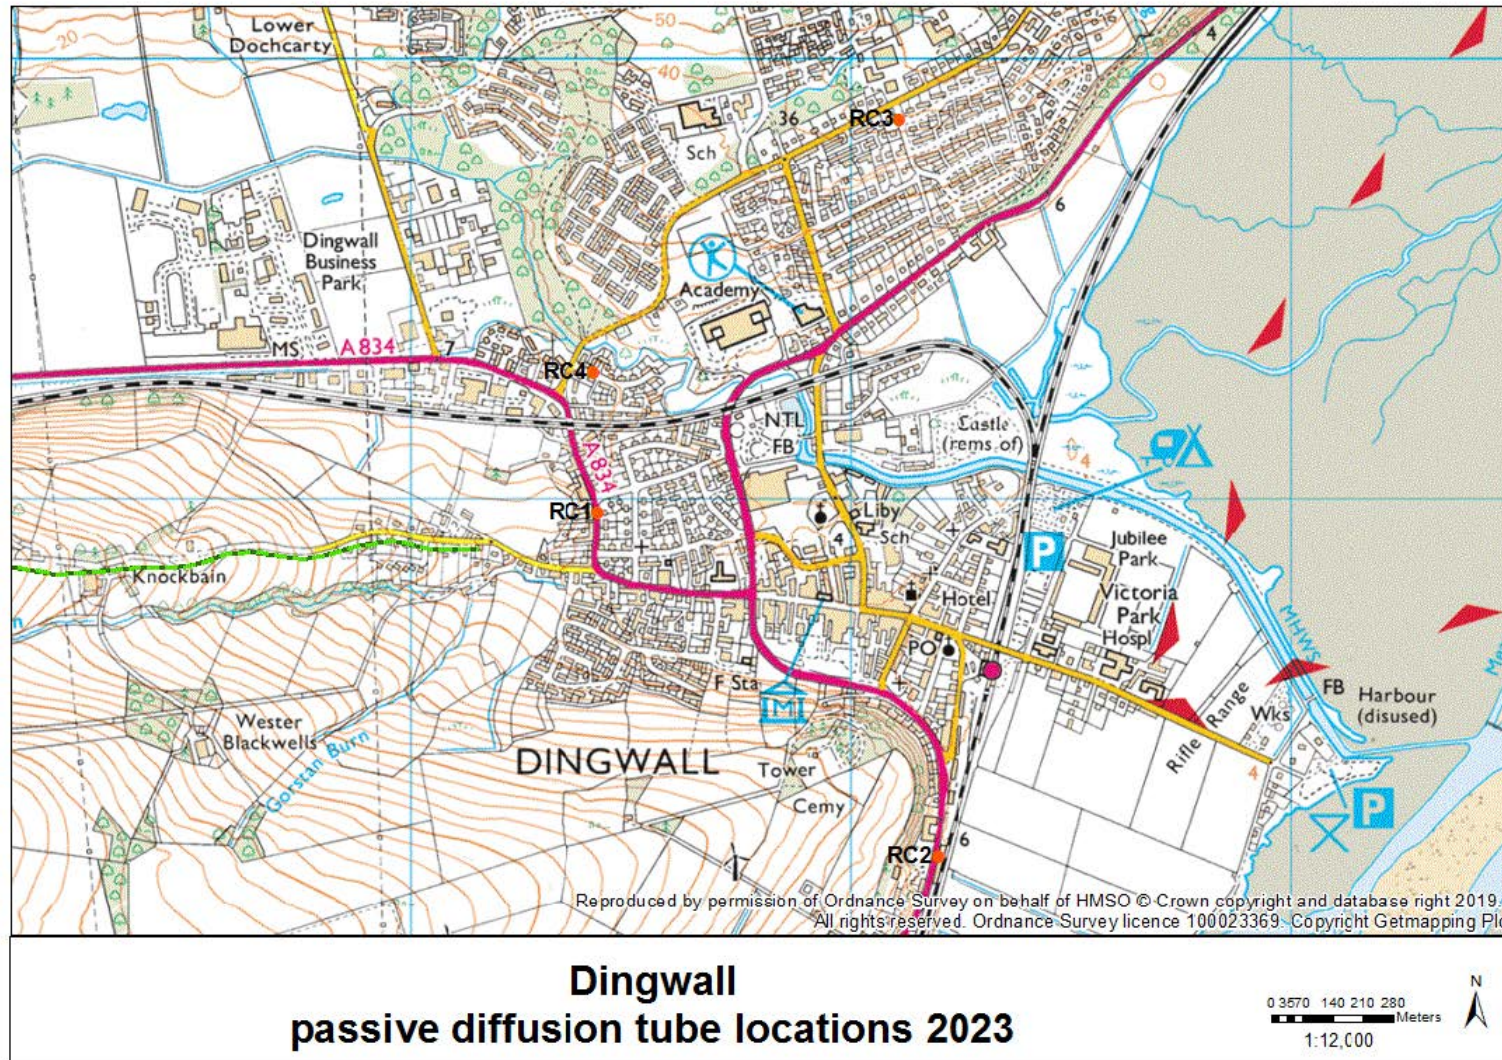 50
Lower
Dochcarty
20
40
4
36
RC3
Sch
6
Dingwall
Business
Park
Academy
MS
A 834
7
RC4
NTL
FB
Castle
(rems of)
4
A 834
RC1
Liby
Sch
4
P
Jubilee
Park
Knockbain
Hotel
Victoria
Park
Hospl
MHWS
PO
F Sta
M
Rifle Range
Wks
FB
Harbour
(disused)
Wester
Blackwells
Gorstan Burn
DINGWALL
Tower
Cemy
4
P
6
RC2
Reproduced by permission of Ordnance Survey on behalf of HMSO © Crown copyright and database right 2019.
All rights reserved. Ordnance Survey licence 100023369. Copyright Getmapping Plc
Dingwall
passive diffusion tube locations 2023
N
0 3570 140 210 280
Meters
1:12,000